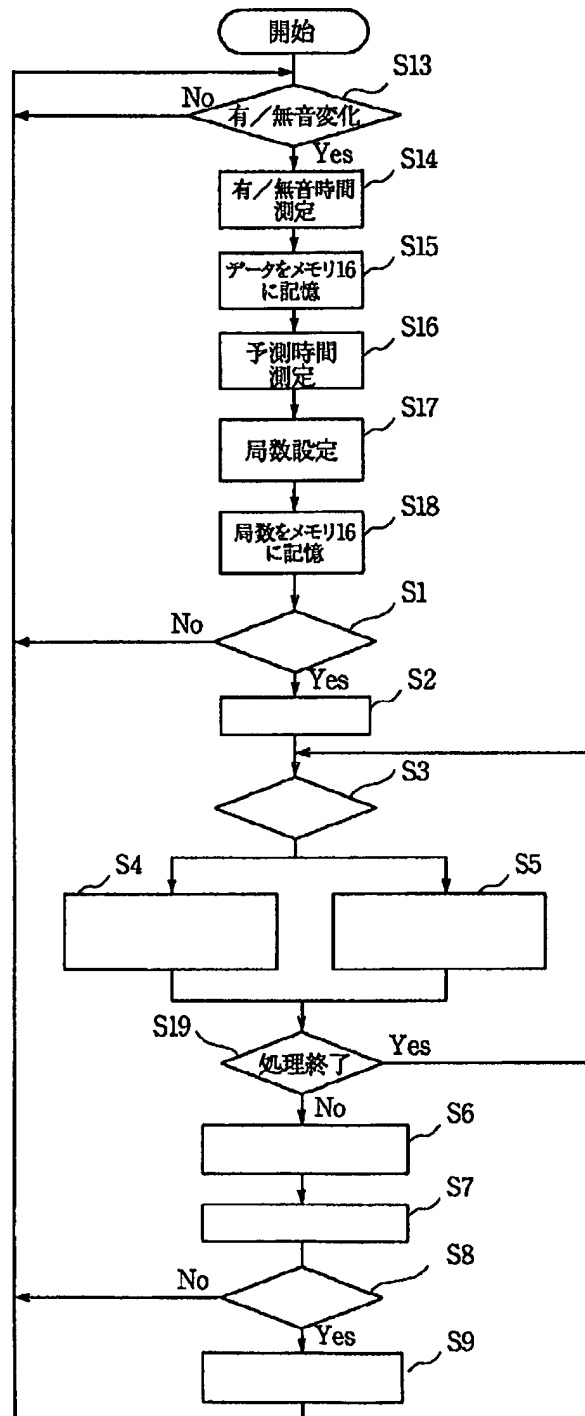 開始
S13
No
有／無音変化
Yes
S14
有／無音時間
測定
S15
データをメモリ16
に記憶
S16
予測時間
測定
S17
局数設定
S18
局数をメモリ16
に記憶
S1
No
Yes
S2
S3
S4
S5
S19
処理終了
Yes
No
S6
S7
S8
No
Yes
S9